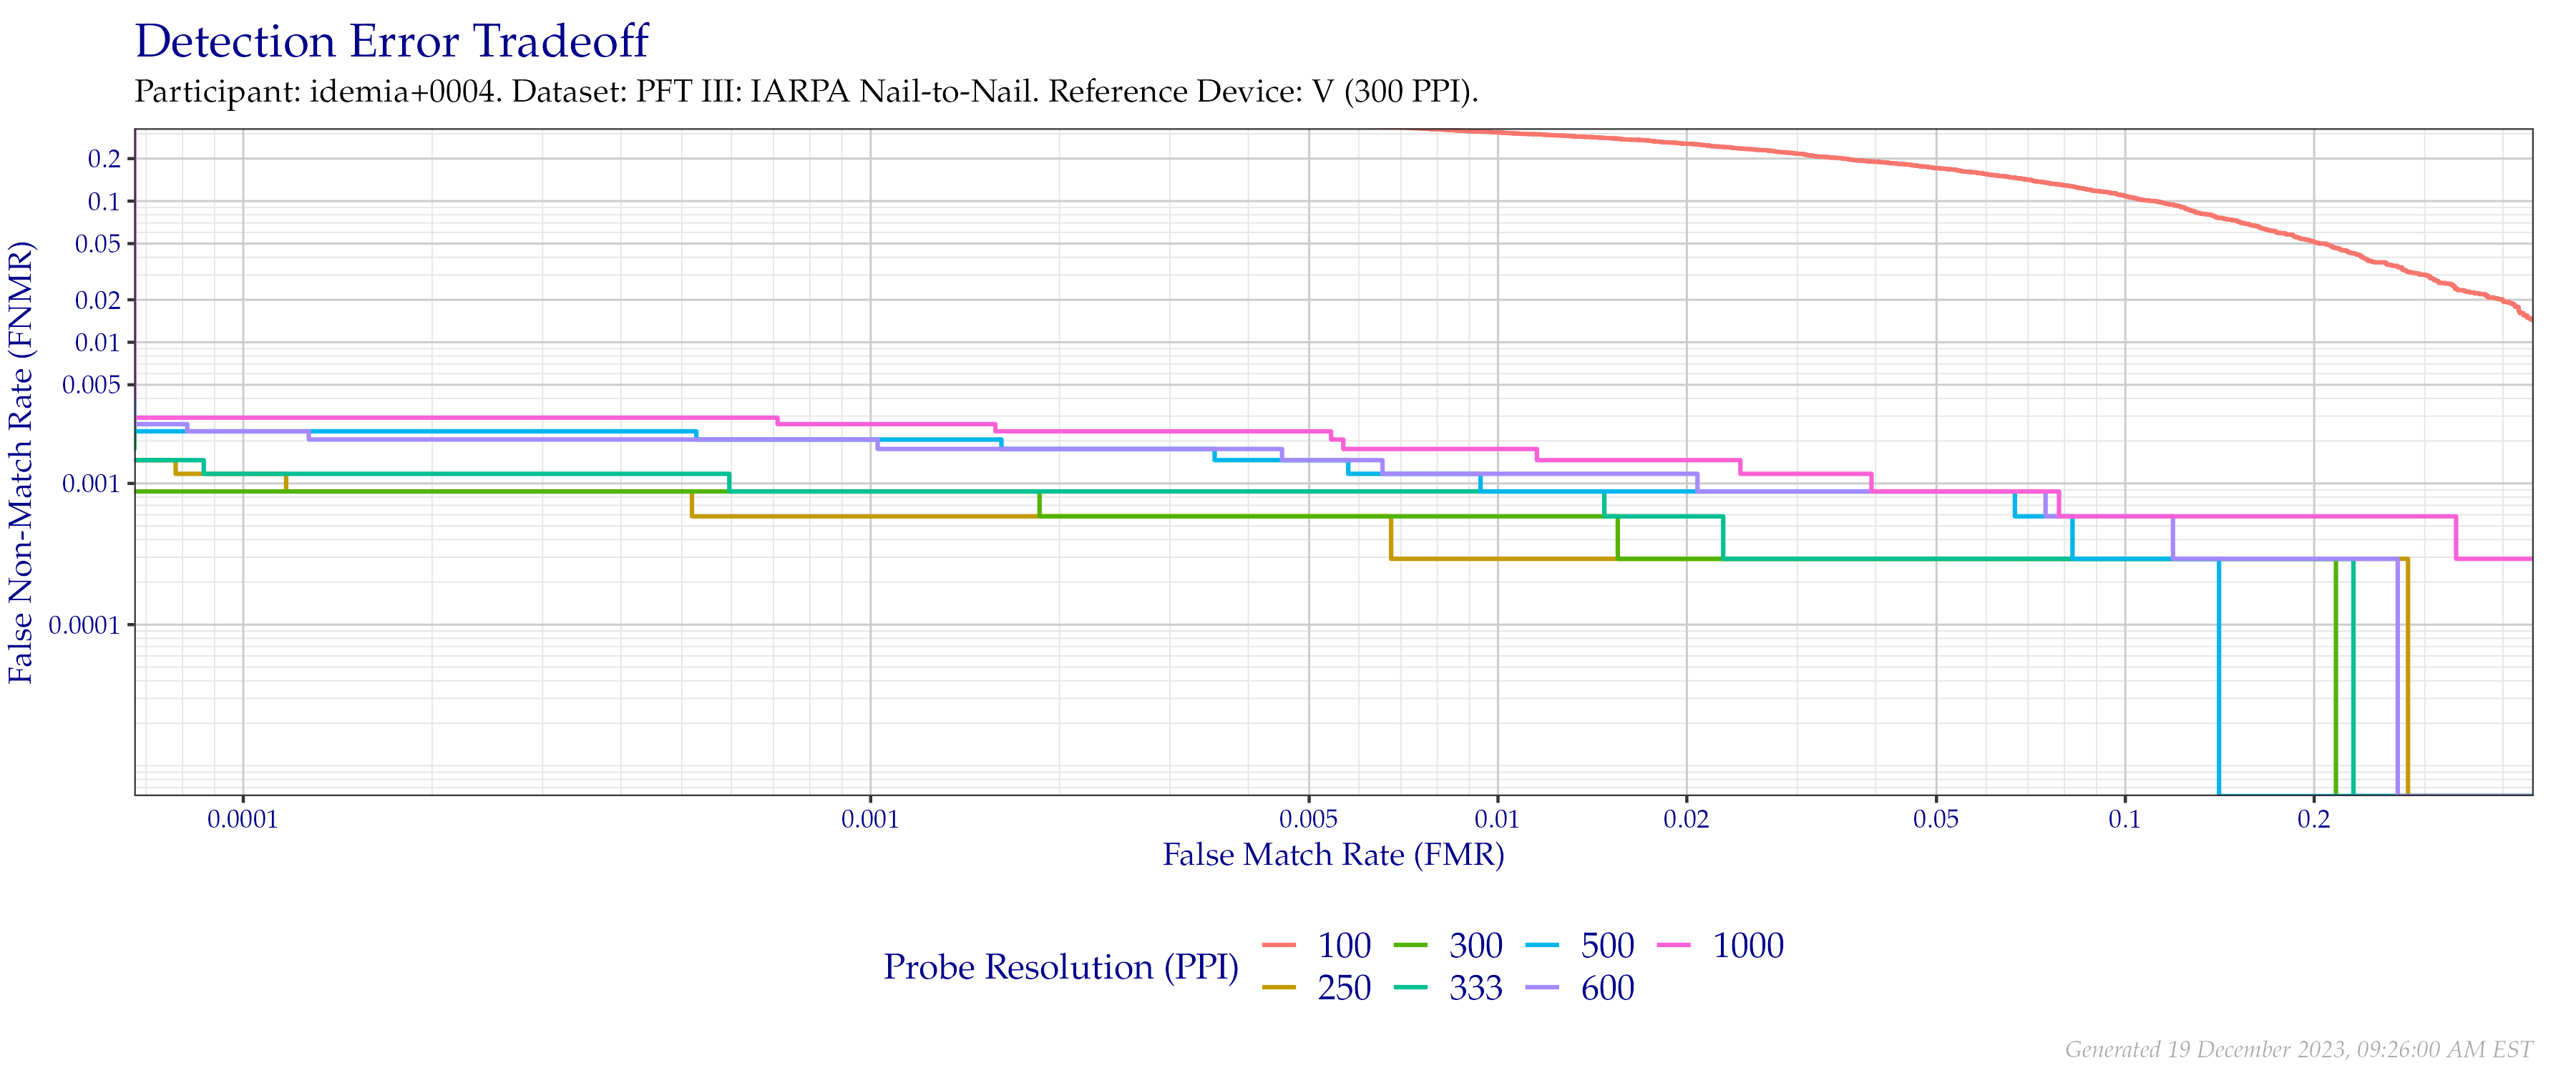 Detection Error Tradeoff
Participant: idemia+0004. Dataset: PFT III: IARPA Nail-to-Nail. Reference Device: V (300 PPI).
False Non-Match Rate (FNMR)
0.2
0.1
0.05
0.02
0.01
0.005
0.001
0.0001
0.0001 0.001 0.005 0.01 0.02 0.05 0.1 0.2
False Match Rate (FMR)
Probe Resolution (PPI)
100 300 500 1000
250 333 600
Generated 19 December 2023, 09:26:00 AM EST